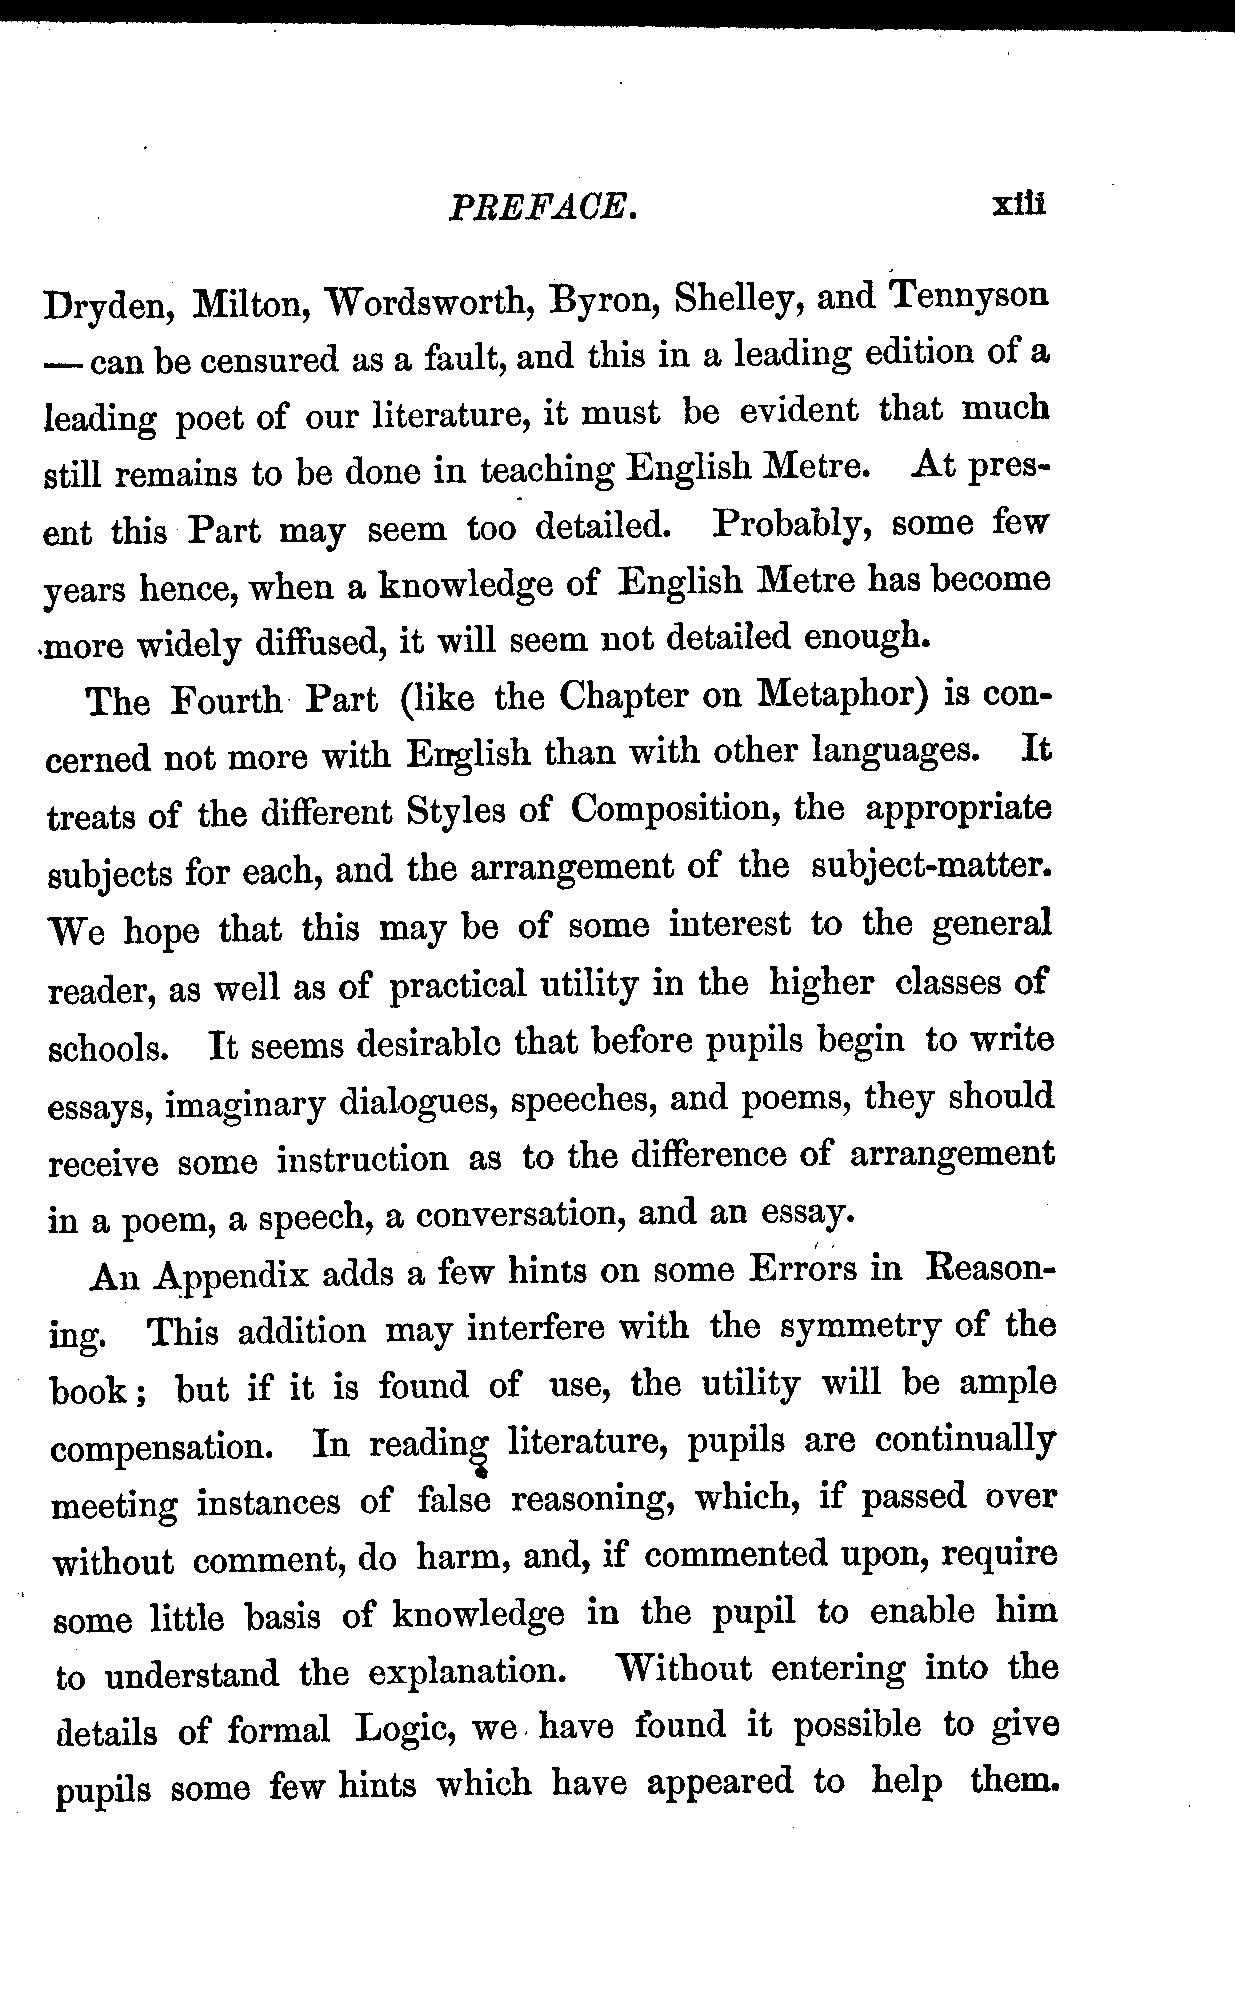 PREFACE. xiii
Dryden, Milton, Wordsworth, Byron, Shelley, and Tennyson
— can be censured as a fault, and this in a leading edition of a
leading poet of our literature, it must be evident that much
still remains to be done in teaching English Metre. At pres-
ent this Part may seem too detailed. Probably, some few
years hence, when a knowledge of English Metre has become
more widely diffused, it will seem not detailed enough.
The Fourth Part (like the Chapter on Metaphor) is con-
cerned not more with English than with other languages. It
treats of the different Styles of Composition, the appropriate
subjects for each, and the arrangement of the subject-matter.
We hope that this may be of some interest to the general
reader, as well as of practical utility in the higher classes of
schools. It seems desirable that before pupils begin to write
essays, imaginary dialogues, speeches, and poems, they should
receive some instruction as to the difference of arrangement
in a poem, a speech, a conversation, and an essay.
An Appendix adds a few hints on some Errors in Reason-
ing. This addition may interfere with the symmetry of the
book; but if it is found of use, the utility will be ample
compensation. In reading literature, pupils are continually
meeting instances of false reasoning, which, if passed over
without comment, do harm, and, if commented upon, require
some little basis of knowledge in the pupil to enable him
to understand the explanation. Without entering into the
details of formal Logic, we have found it possible to give
pupils some few hints which have appeared to help them.